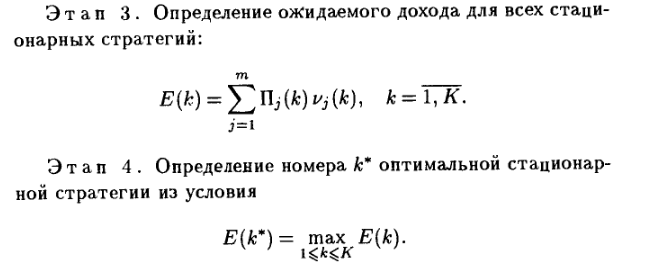 Этап 3. Определение ожидаемого дохода для всех стаци-
онарных стратегий:
E(k) = ∑_{j=1}^{m} Π_j(k) ν_j(k), k = \overline{1, K}.
Этап 4. Определение номера k* оптимальной стационар-
ной стратегии из условия
E(k*) = max_{1⩽k⩽K} E(k).